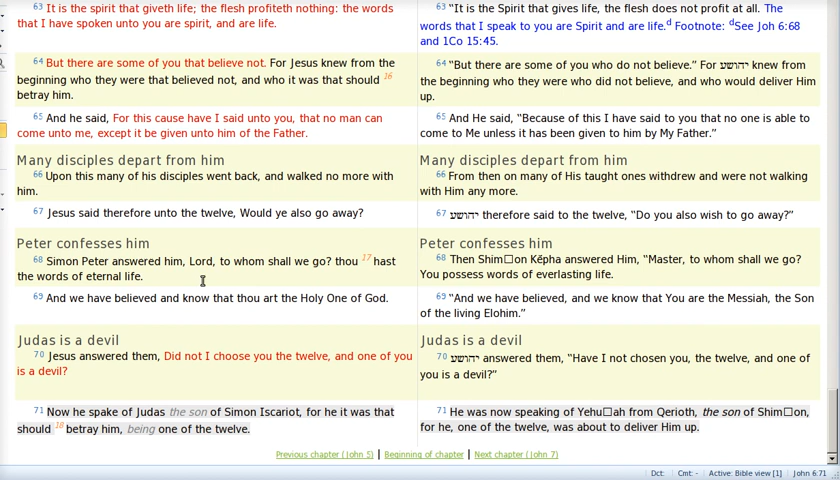 63 It is the spirit that giveth life; the flesh profiteth nothing: the words
that I have spoken unto you are spirit, and are life.
64 But there are some of you that believe not. For Jesus knew from the
beginning who they were that believed not, and who it was that should 16
betray him.
65 And he said, For this cause have I said unto you, that no man can
come unto me, except it be given unto him of the Father.
Many disciples depart from him
66 Upon this many of his disciples went back, and walked no more with
him.
67 Jesus said therefore unto the twelve, Would ye also go away?
Peter confesses him
68 Simon Peter answered him, Lord, to whom shall we go? thou 17 hast
the words of eternal life.
69 And we have believed and know that thou art the Holy One of God.
Judas is a devil
70 Jesus answered them, Did not I choose you the twelve, and one of you
is a devil?
71 Now he spake of Judas the son of Simon Iscariot, for he it was that
should 18 betray him, being one of the twelve.
63 "It is the Spirit that gives life, the flesh does not profit at all. The
words that I speak to you are Spirit and are life.d Footnote: dSee Joh 6:68
and 1Co 15:45.
64 "But there are some of you who do not believe." For יהושע knew from
the beginning who they were who did not believe, and who would deliver Him
up.
65 And He said, "Because of this I have said to you that no one is able to
come to Me unless it has been given to him by My Father."
Many disciples depart from him
66 From then on many of His taught ones withdrew and were not walking
with Him any more.
67 יהושע therefore said to the twelve, "Do you also wish to go away?"
Peter confesses him
68 Then Shim□on Kĕpha answered Him, "Master, to whom shall we go?
You possess words of everlasting life.
69 "And we have believed, and we know that You are the Messiah, the Son
of the living Elohim."
Judas is a devil
70 יהושע answered them, "Have I not chosen you, the twelve, and one of
you is a devil?"
71 He was now speaking of Yehu□ah from Qerioth, the son of Shim□on,
for he, one of the twelve, was about to deliver Him up.
Previous chapter (John 5) | Beginning of chapter | Next chapter (John 7)
Dct: Cmt: - Active: Bible view [1] John 6:71